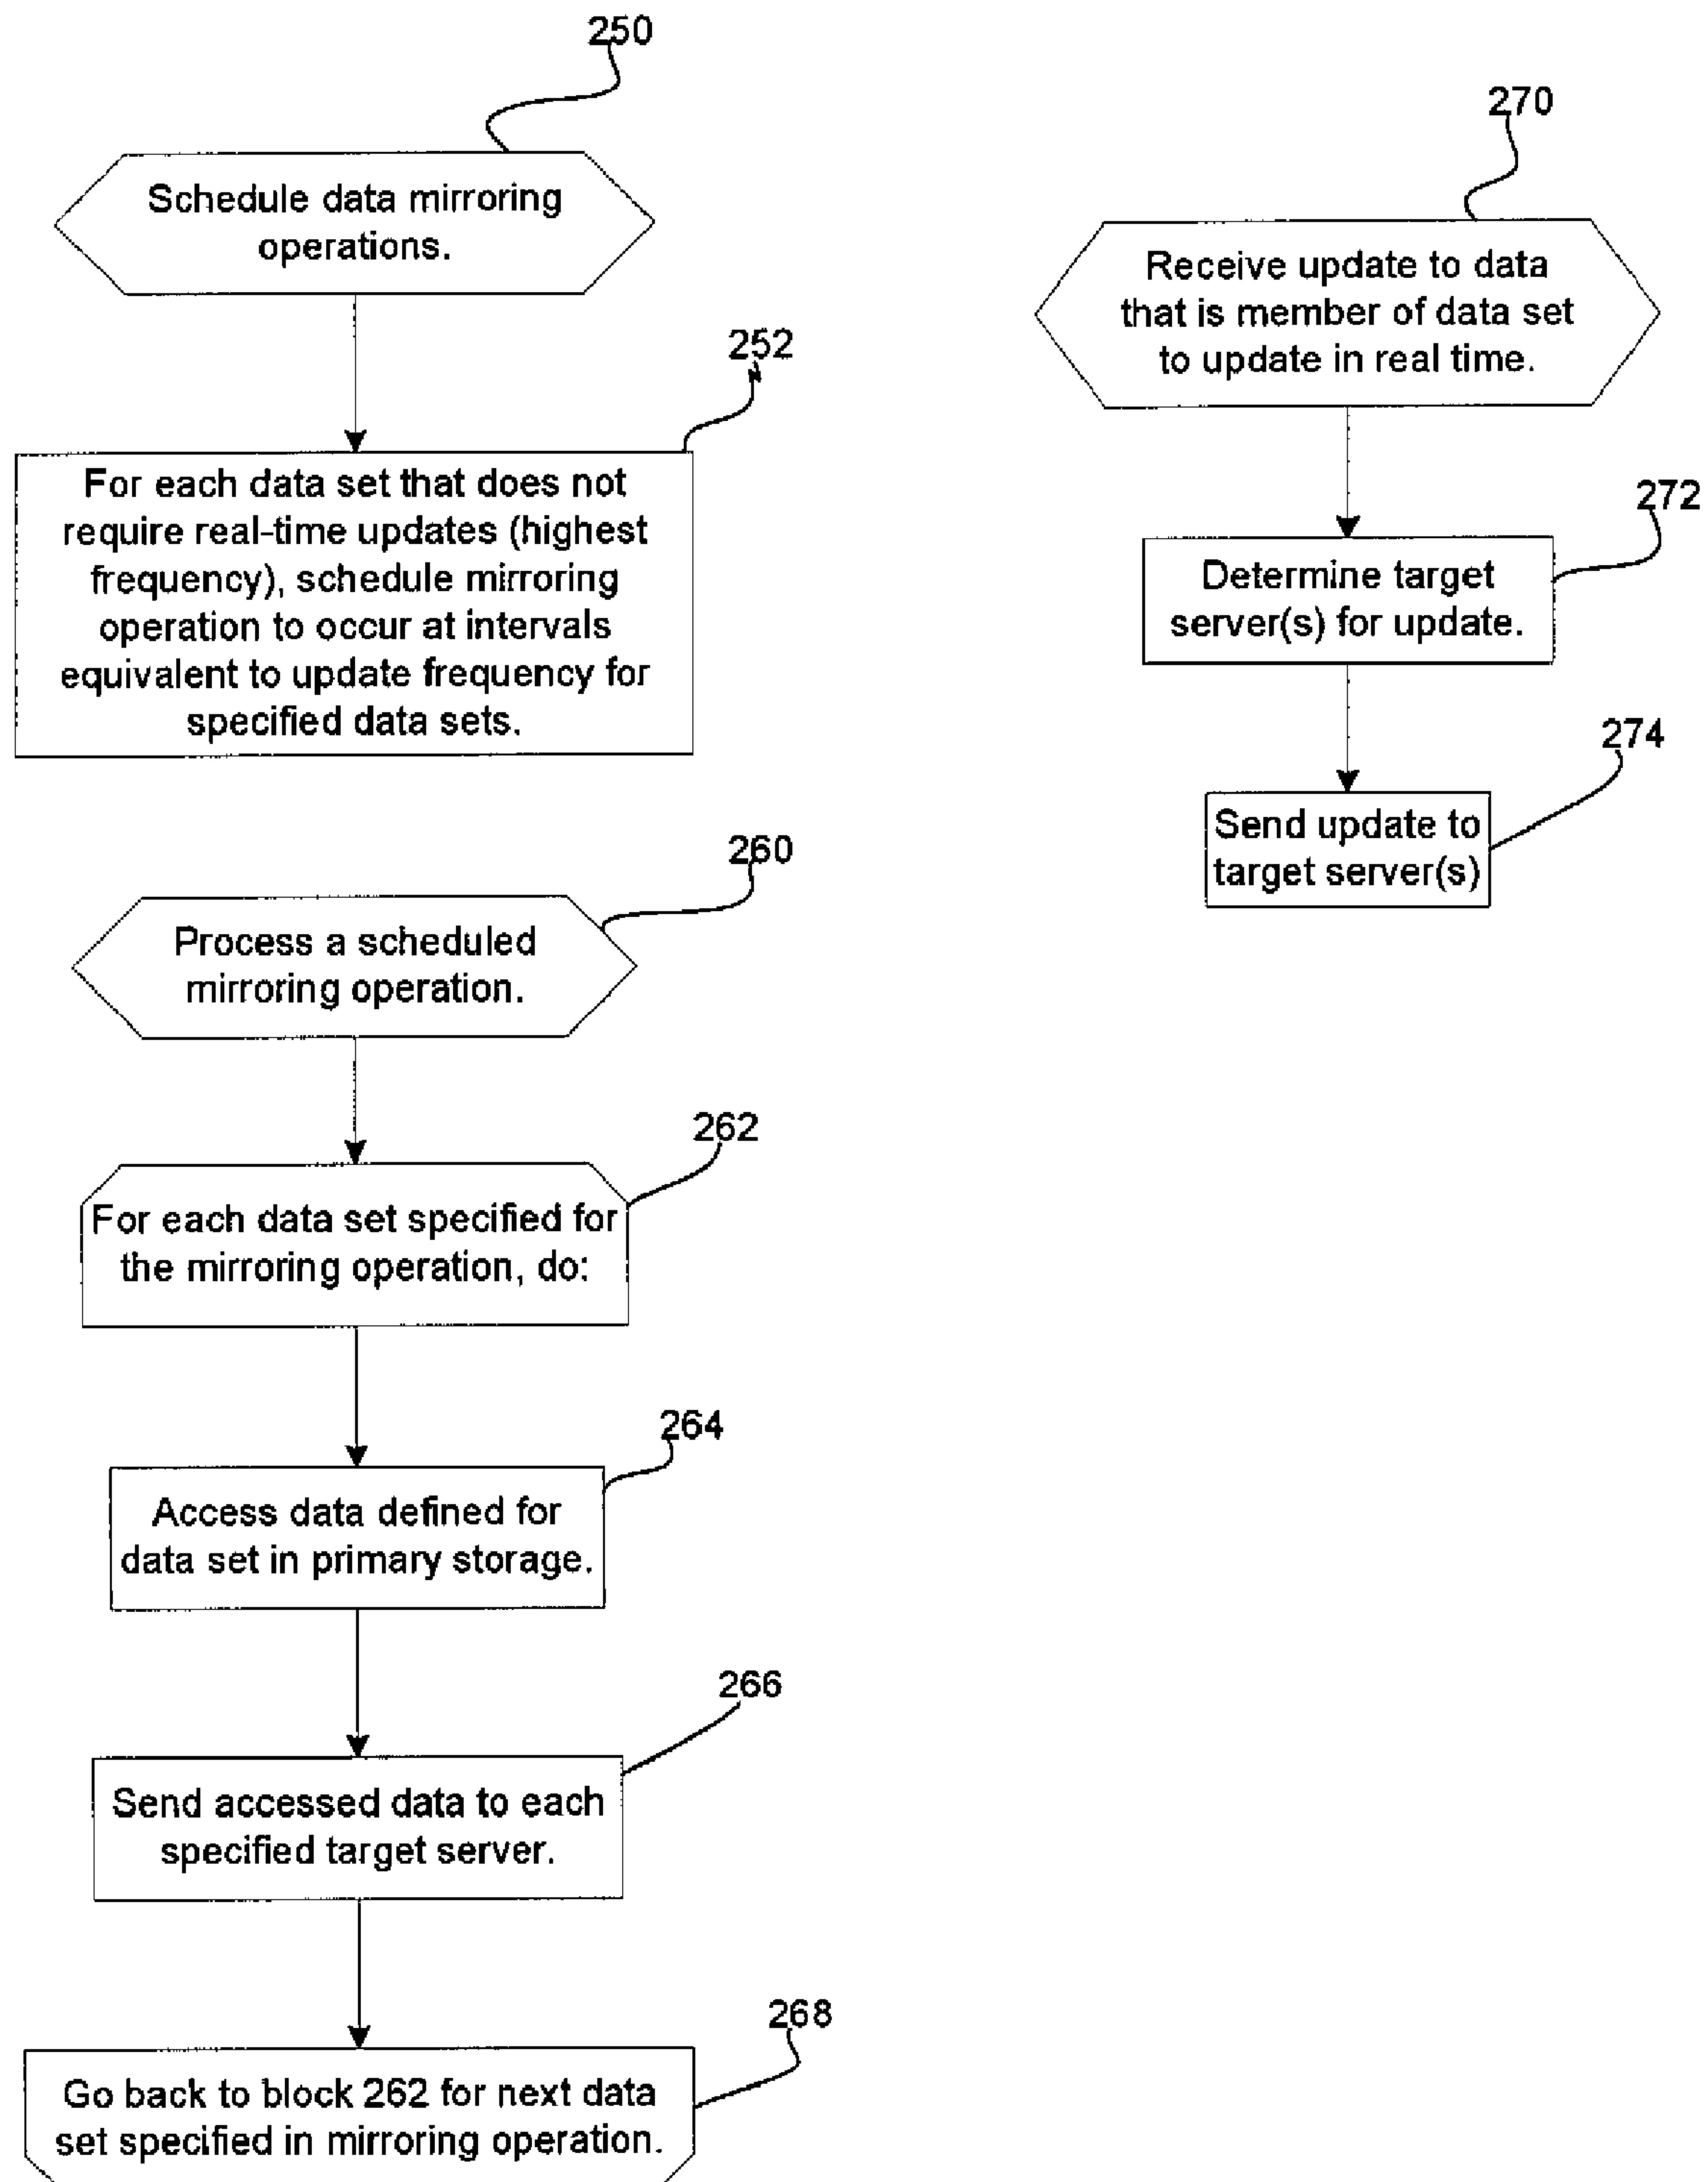 250
Schedule data mirroring
operations.
252
For each data set that does not
require real-time updates (highest
frequency), schedule mirroring
operation to occur at intervals
equivalent to update frequency for
specified data sets.
260
Process a scheduled
mirroring operation.
262
For each data set specified for
the mirroring operation, do:
264
Access data defined for
data set in primary storage.
266
Send accessed data to each
specified target server.
268
Go back to block 262 for next data
set specified in mirroring operation.
270
Receive update to data
that is member of data set
to update in real time.
272
Determine target
server(s) for update.
274
Send update to
target server(s)